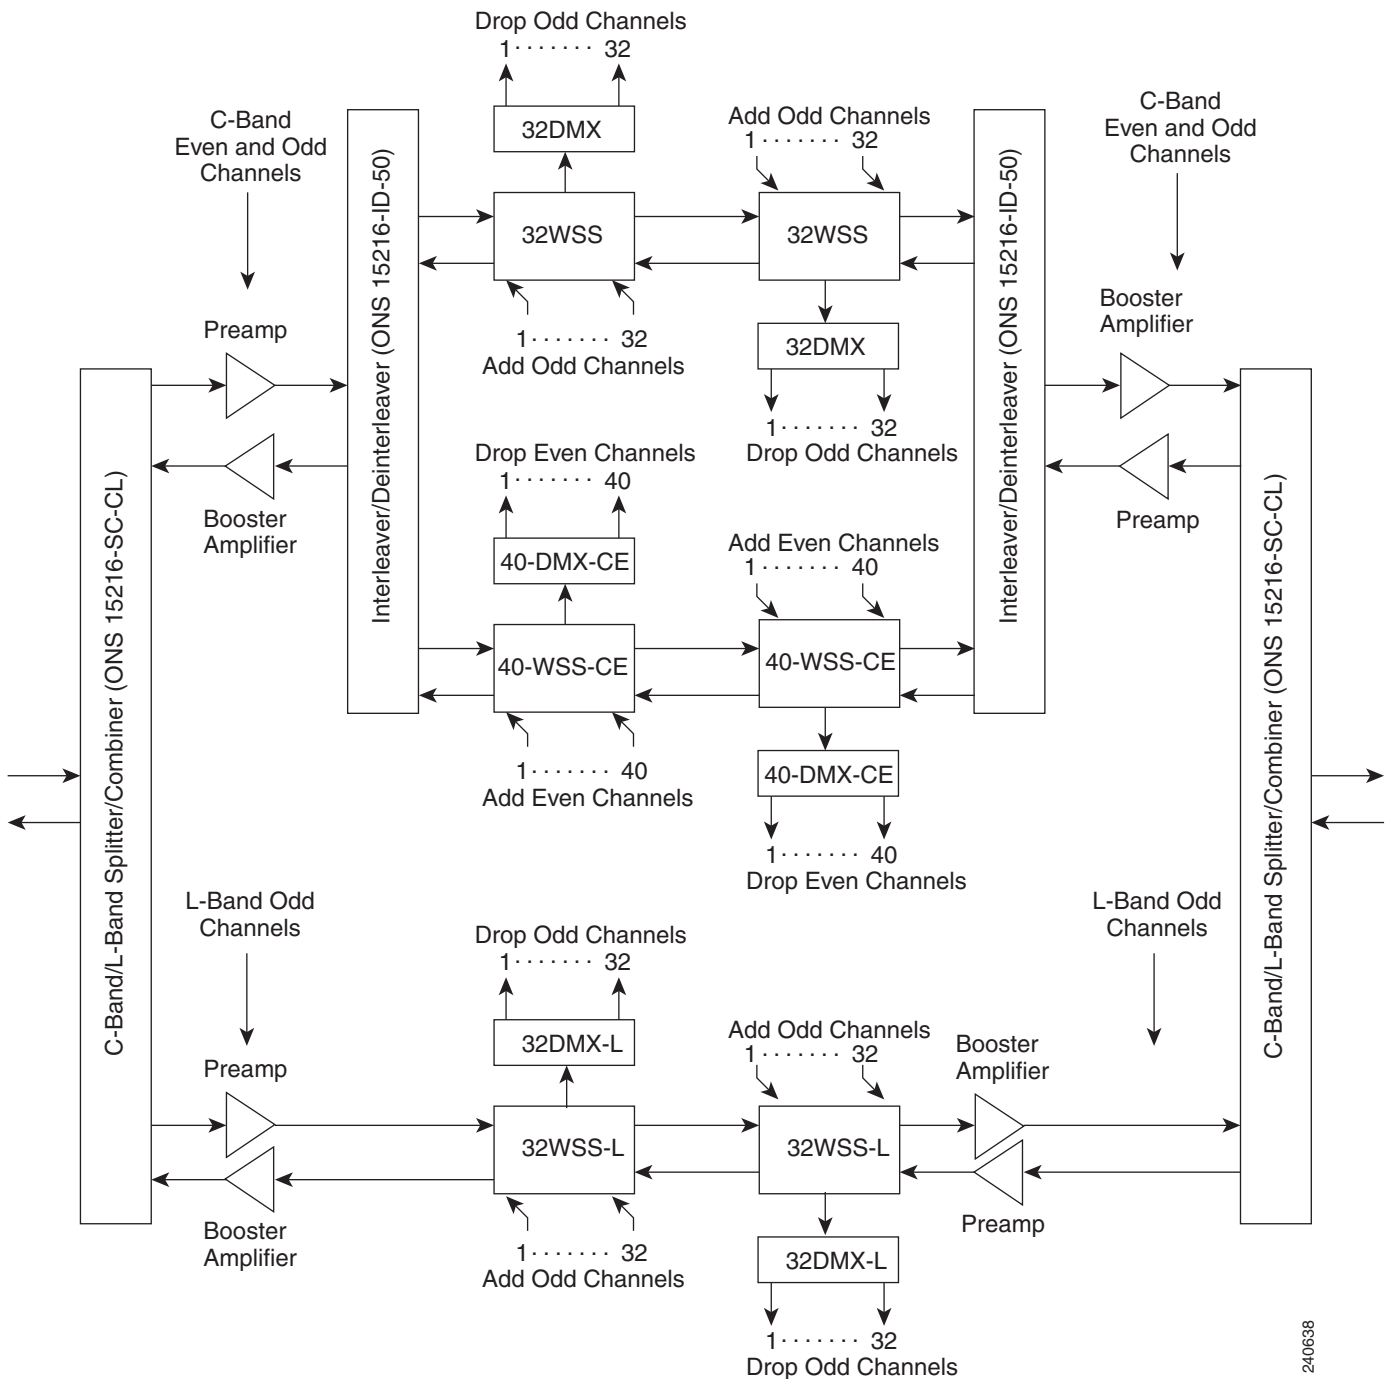 Drop Odd Channels
1 . . . . . . . 32
32DMX
C-Band
Even and Odd
Channels
Add Odd Channels
1 . . . . . . . 32
C-Band
Even and Odd
Channels
32WSS
32WSS
Interleaver/Deinterleaver (ONS 15216-ID-50)
Interleaver/Deinterleaver (ONS 15216-ID-50)
1 . . . . . . . 32
Add Odd Channels
Preamp
32DMX
Booster
Amplifier
1 . . . . . . . 32
Drop Odd Channels
Drop Even Channels
1 . . . . . . . 40
Booster
Amplifier
Preamp
40-DMX-CE
Add Even Channels
1 . . . . . . . 40
40-WSS-CE
40-WSS-CE
1 . . . . . . . 40
Add Even Channels
40-DMX-CE
1 . . . . . . . 40
Drop Even Channels
C-Band/L-Band Splitter/Combiner (ONS 15216-SC-CL)
C-Band/L-Band Splitter/Combiner (ONS 15216-SC-CL)
L-Band Odd
Channels
L-Band Odd
Channels
Drop Odd Channels
1 . . . . . . . 32
32DMX-L
Add Odd Channels
1 . . . . . . . 32
Preamp
Booster
Amplifier
32WSS-L
32WSS-L
Booster
Amplifier
Preamp
1 . . . . . . . 32
Add Odd Channels
32DMX-L
1 . . . . . . . 32
Drop Odd Channels
240638